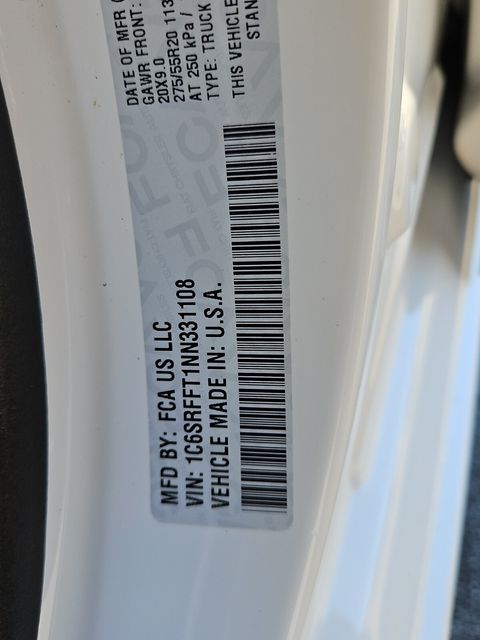 DATE OF MFR
GAWR FRONT:
20X9.0
275/55R20 113
AT 250 kPa /
TYPE: TRUCK
THIS VEHICLE
STAN
MFD BY: FCA US LLC
VIN: 1C6SRFFT1NN331108
VEHICLE MADE IN: U.S.A.